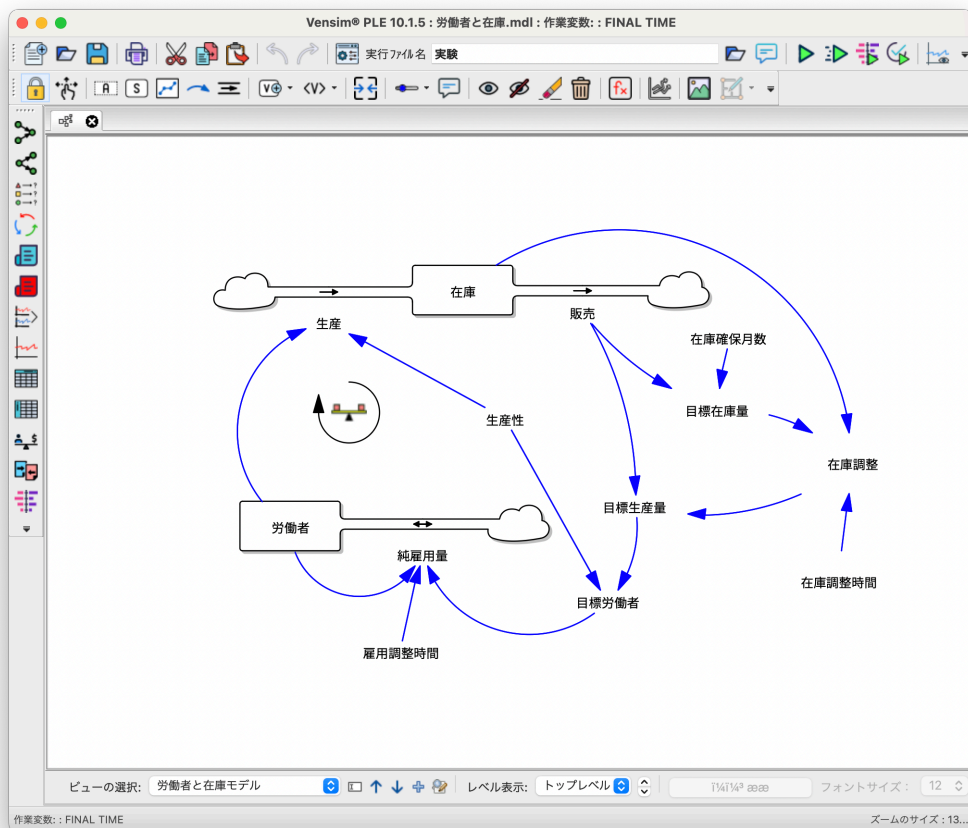 Vensim® PLE 10.1.5 : 労働者と在庫.mdl : 作業変数: : FINAL TIME
実行ファイル名 実験
A S V <V> fx
在庫
生産
販売
在庫確保月数
目標在庫量
生産性
在庫調整
目標生産量
労働者
純雇用量
在庫調整時間
目標労働者
雇用調整時間
ビューの選択: 労働者と在庫モデル レベル表示: トップレベル ï¼ï¼³ ææ フォントサイズ： 12
作業変数: : FINAL TIME ズームのサイズ : 13...